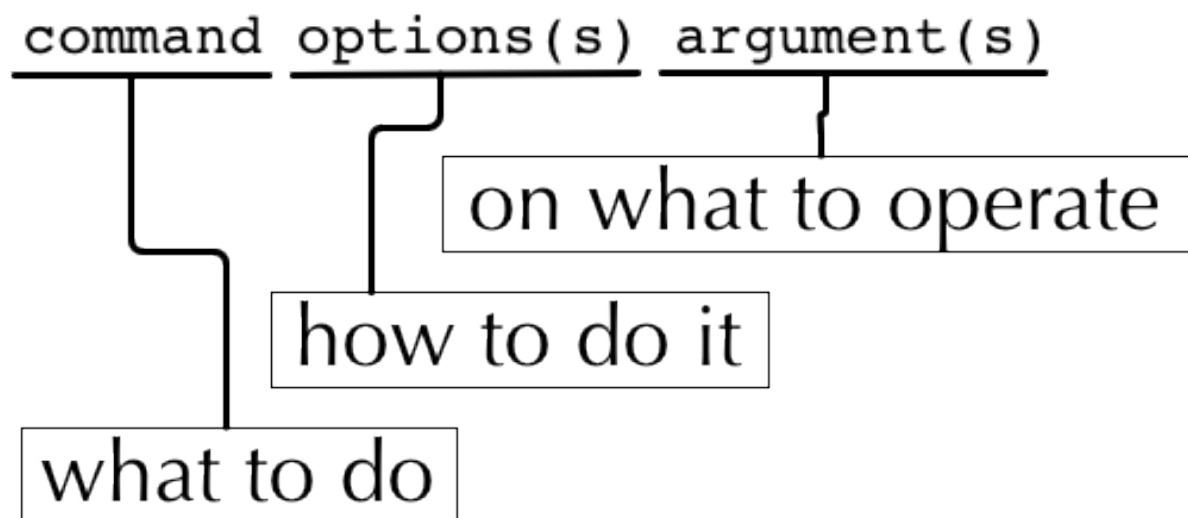 command options(s) argument(s)
on what to operate
how to do it
what to do